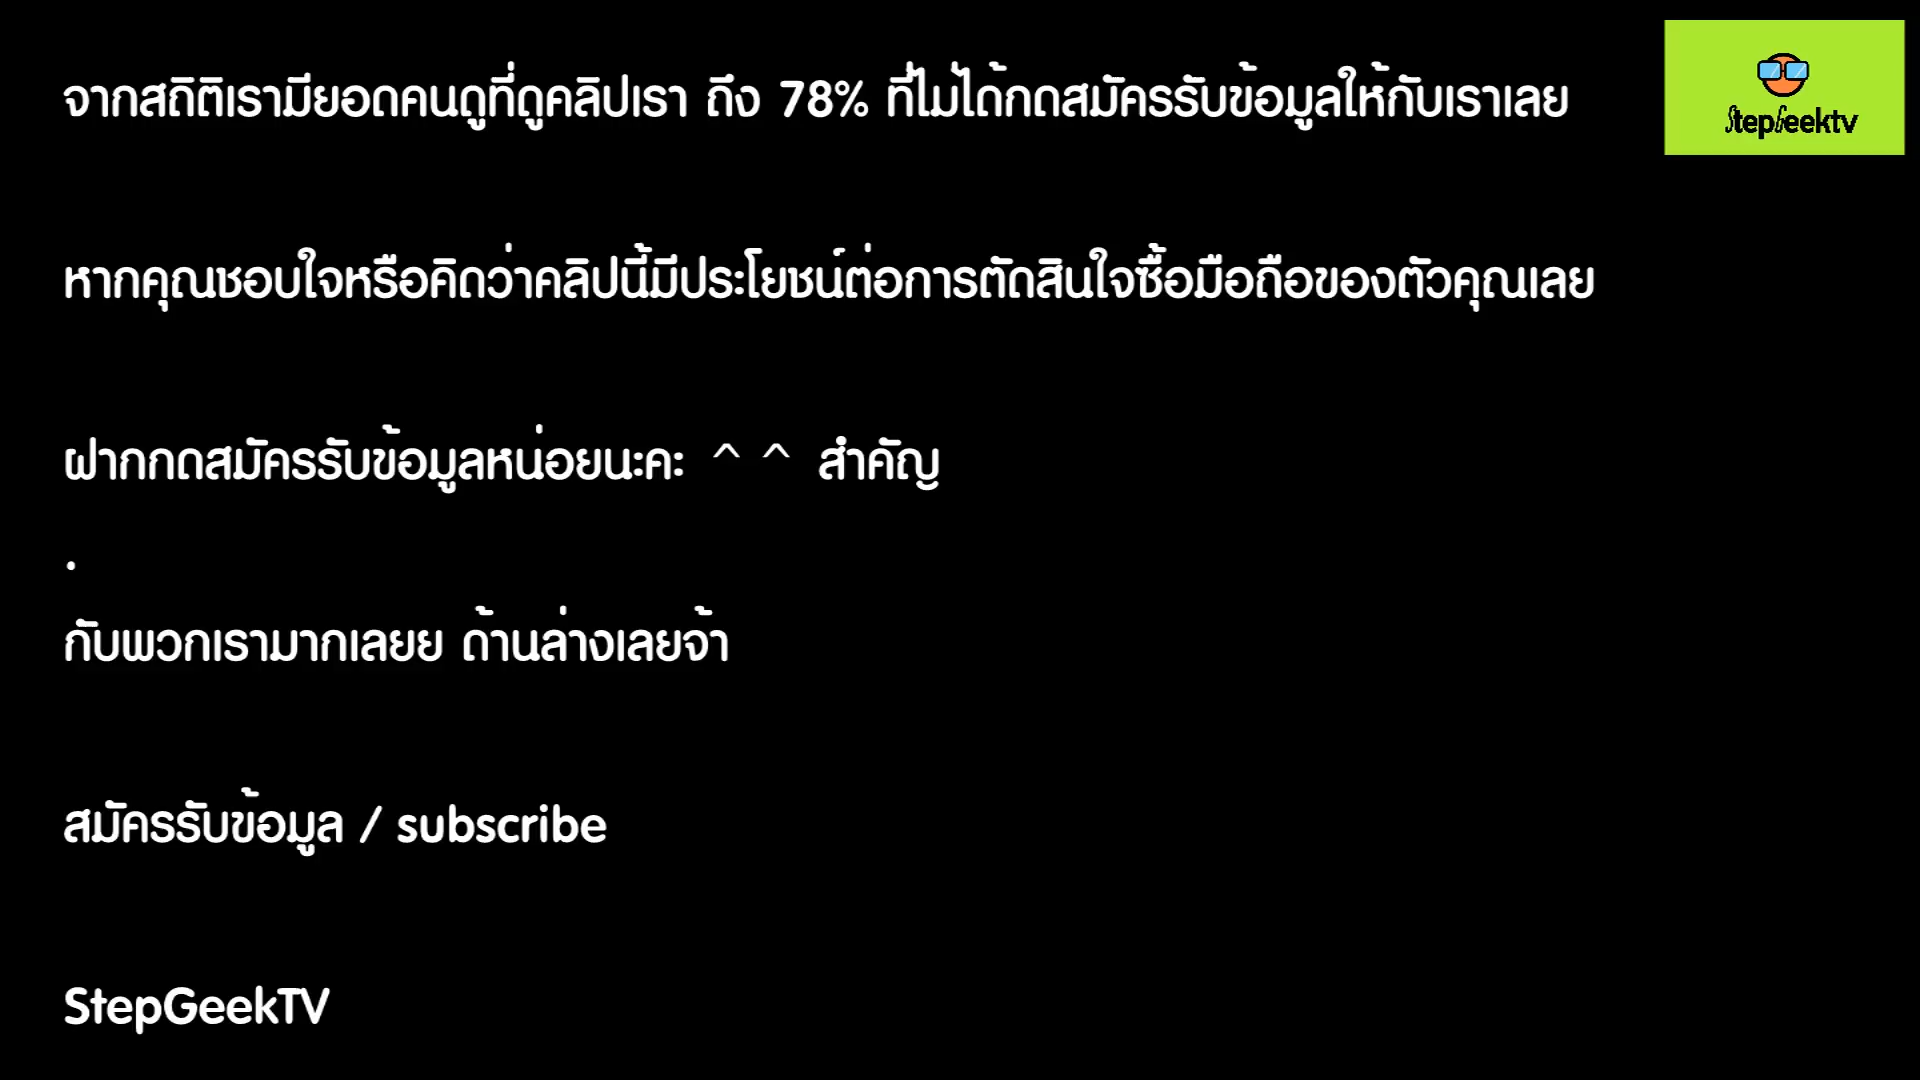 จากสถิติเรามียอดคนดูที่ดูคลิปเรา ถึง 78% ที่ไม่ได้กดสมัครรับข้อมูลให้กับเราเลย
StepGeektv
หากคุณชอบใจหรือคิดว่าคลิปนี้มีประโยชน์ต่อการตัดสินใจซื้อมือถือของตัวคุณเลย
ฝากกดสมัครรับข้อมูลหน่อยนะคะ ^ ^ สำคัญ
.
กับพวกเรามากเลยย ด้านล่างเลยจ้า
สมัครรับข้อมูล / subscribe
StepGeekTV